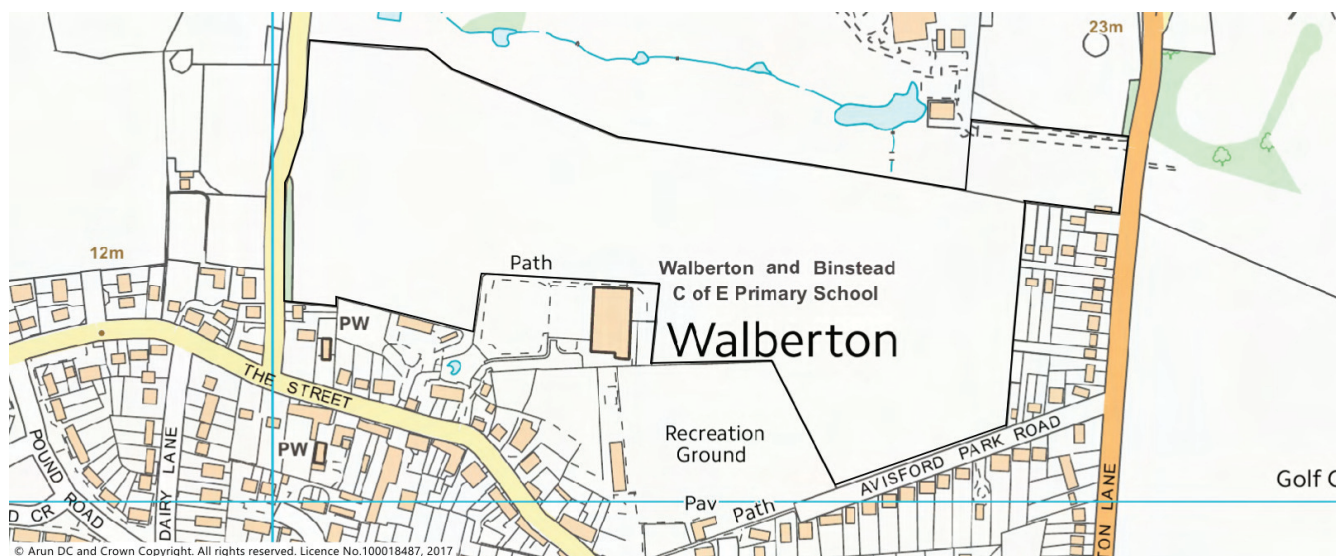 23m
12m
Path
Walberton and Binstead
C of E Primary School
Walberton
PW
THE STREET
Recreation
Ground
PW
POUND ROAD
DAIRY LANE
AVISFORD PARK ROAD
Golf C
Pav
Path
D CR
TON LANE
© Arun DC and Crown Copyright. All rights reserved. Licence No.100018487, 2017